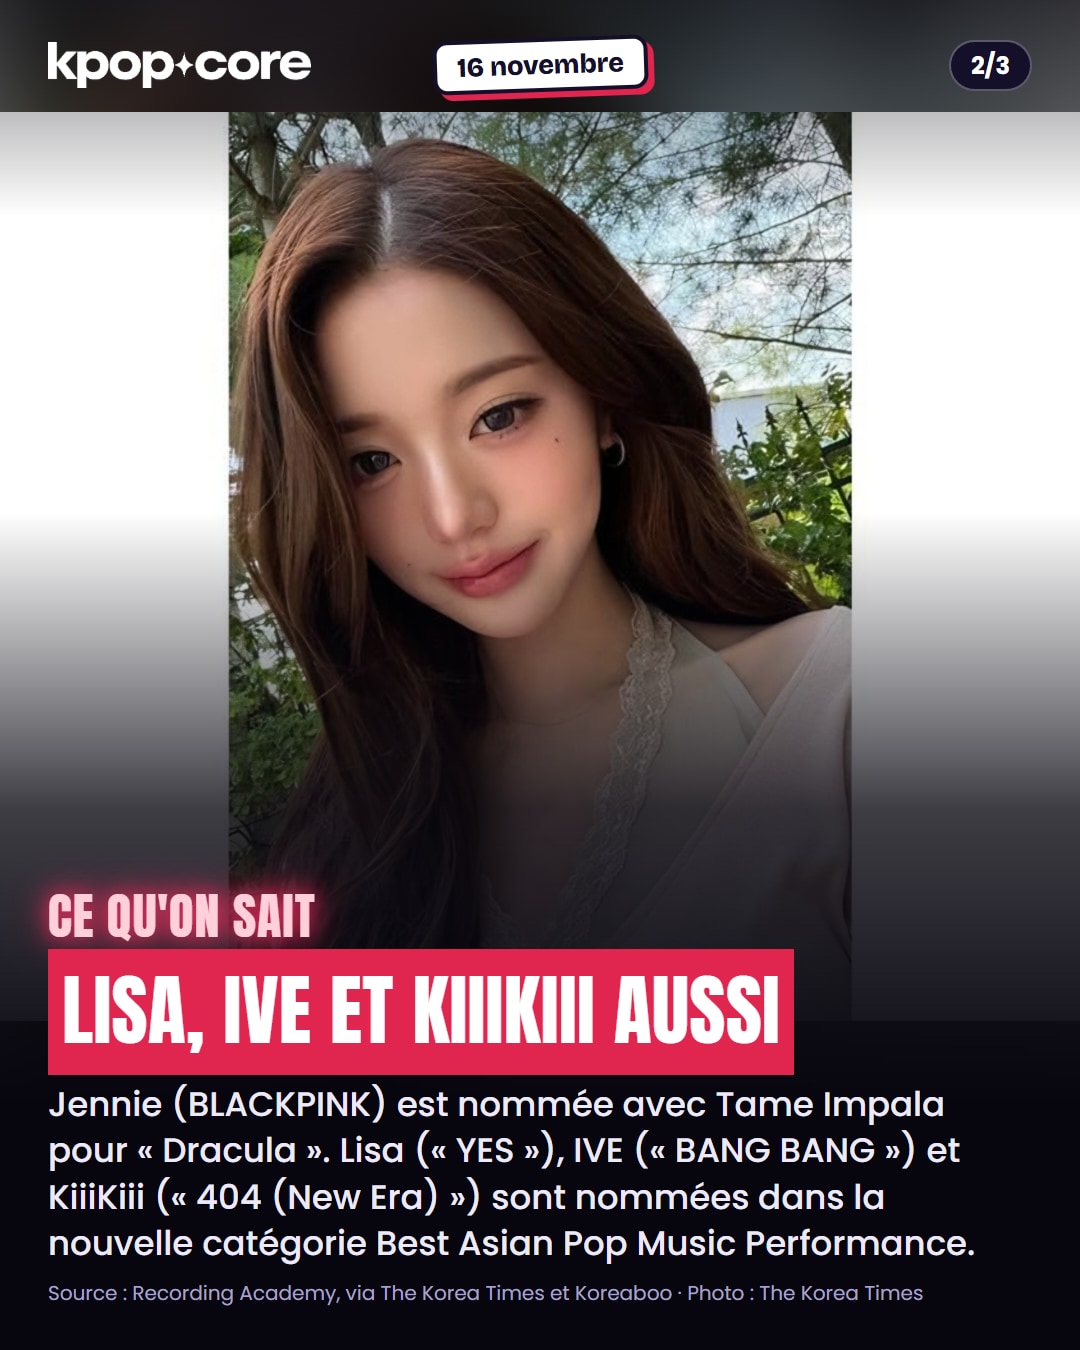 kpop✦core
16 novembre
2/3
CE QU'ON SAIT
LISA, IVE ET KIIIKIII AUSSI
Jennie (BLACKPINK) est nommée avec Tame Impala
pour « Dracula ». Lisa (« YES »), IVE (« BANG BANG ») et
KiiiKiii (« 404 (New Era) ») sont nommées dans la
nouvelle catégorie Best Asian Pop Music Performance.
Source : Recording Academy, via The Korea Times et Koreaboo · Photo : The Korea Times